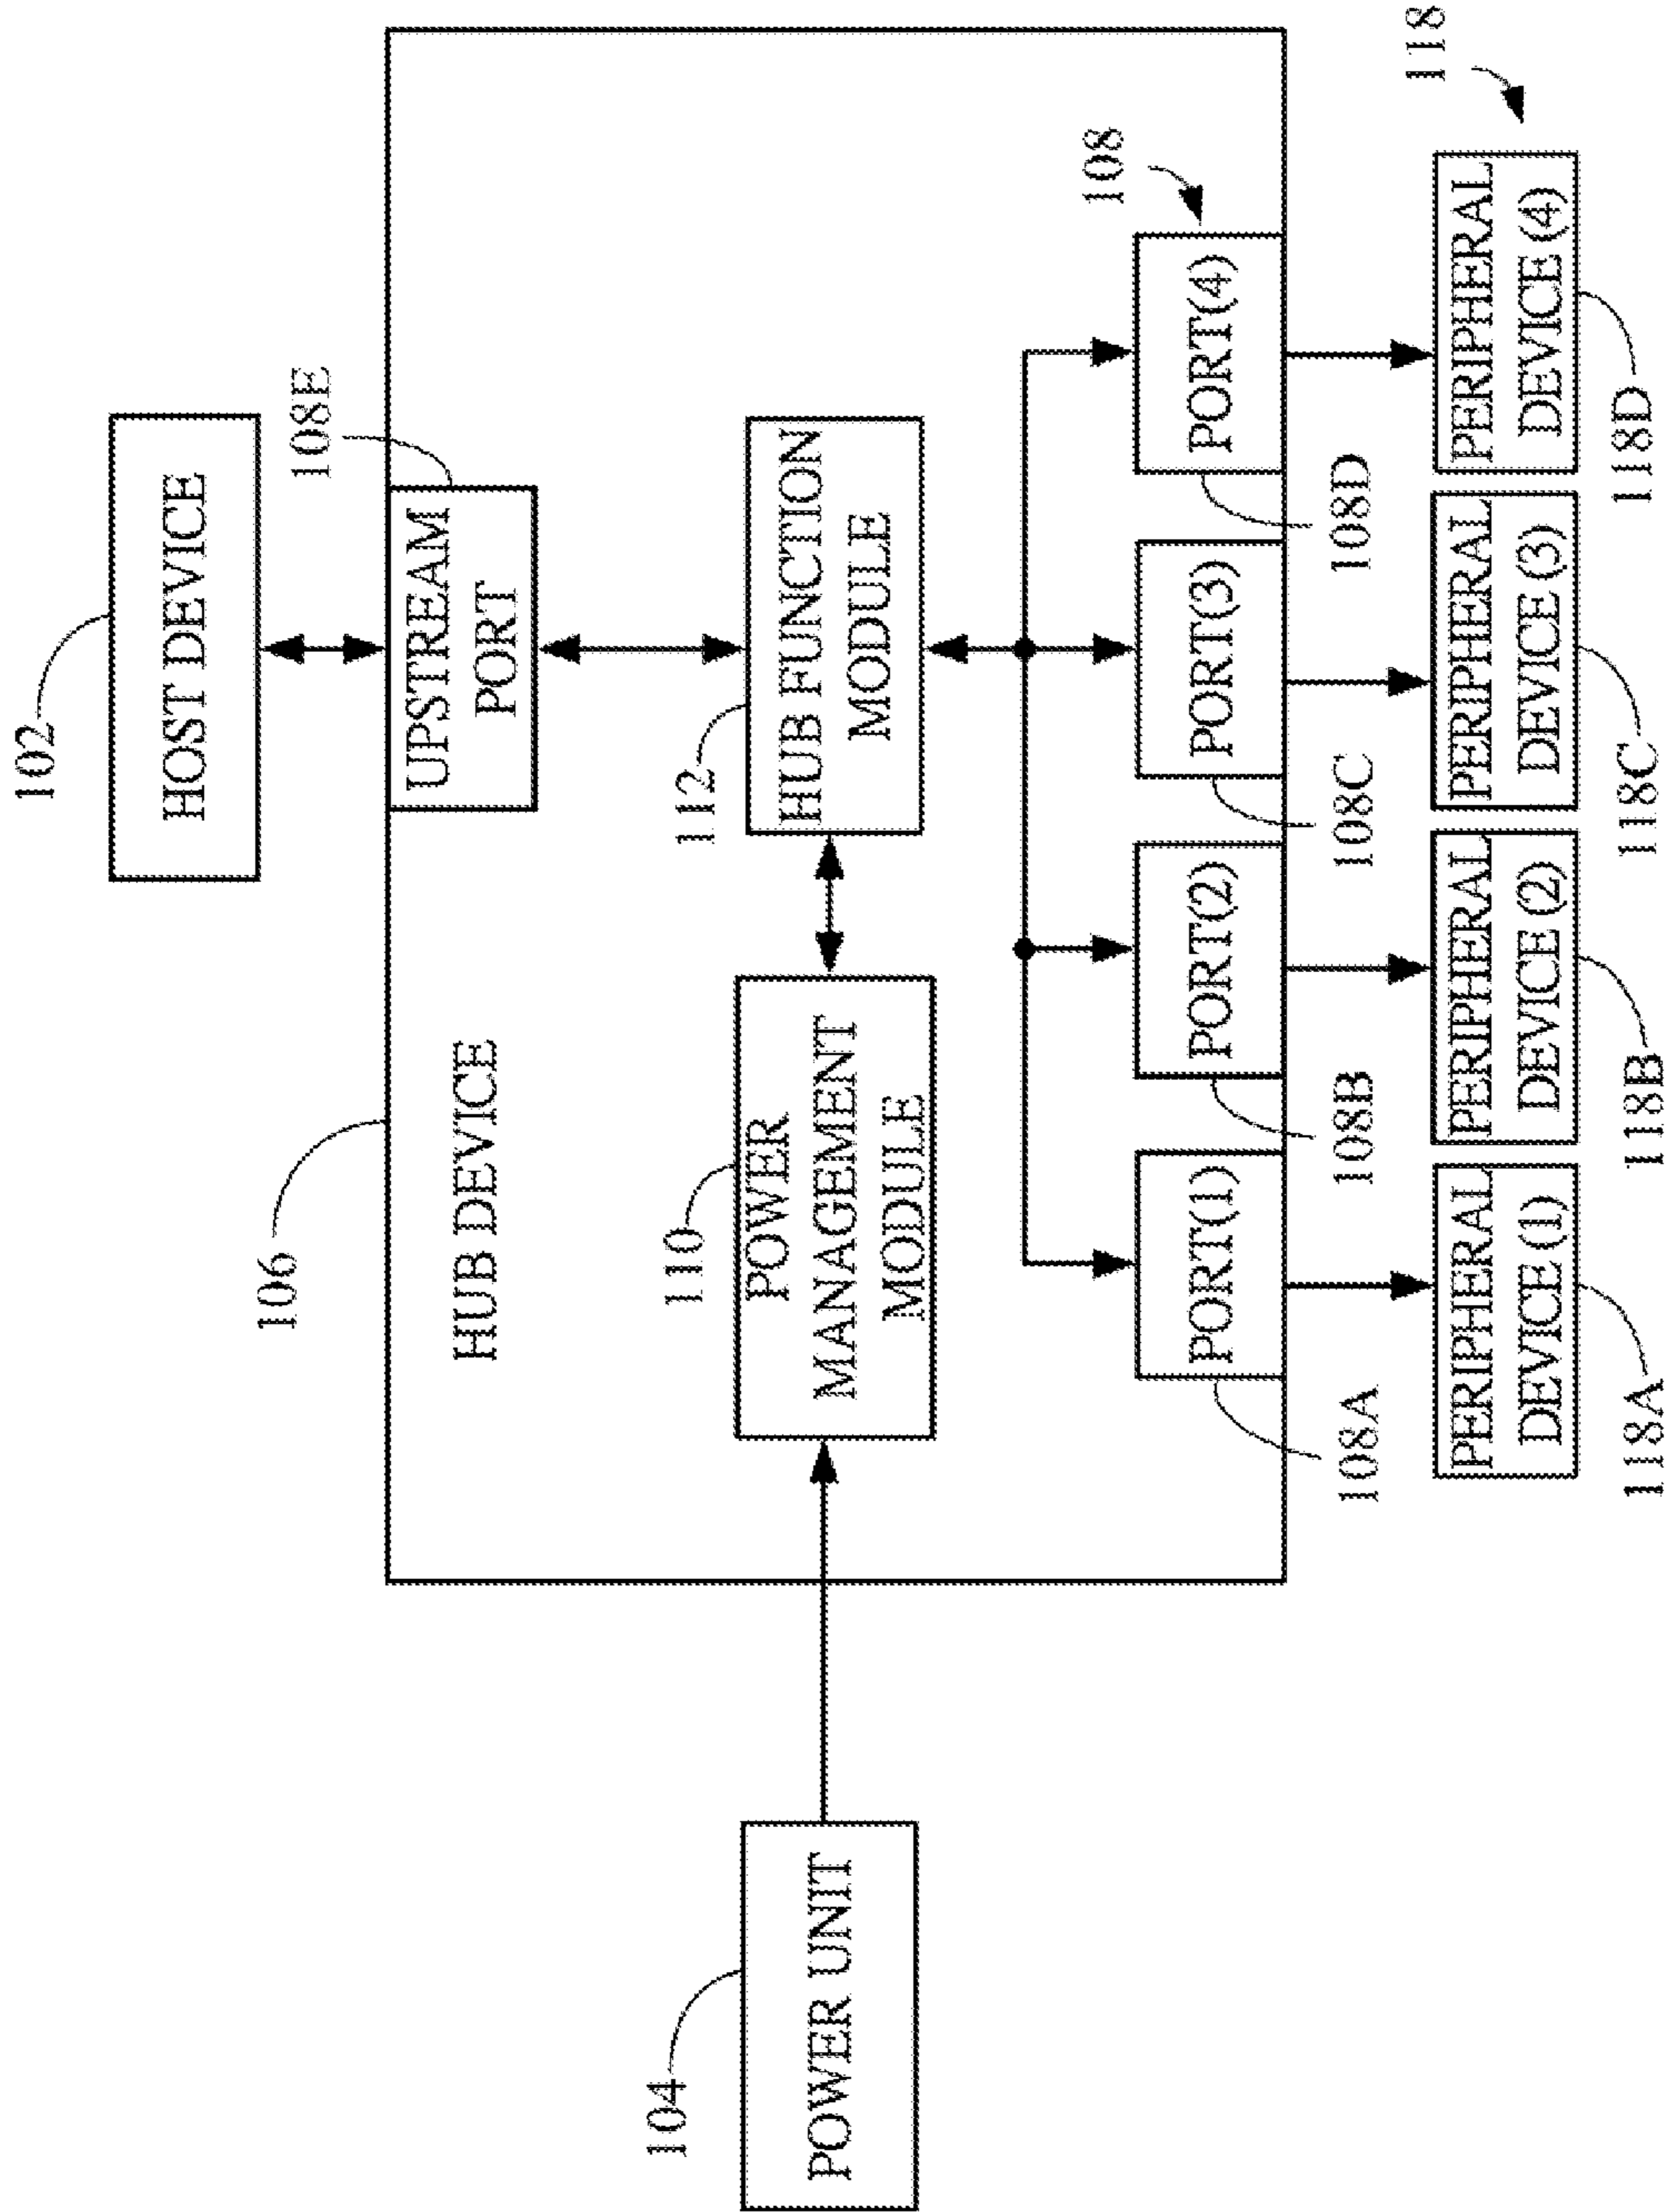 102
HOST DEVICE
106
HUB DEVICE
108E
UPSTREAM
PORT
104
POWER UNIT
110
POWER
MANAGEMENT
MODULE
112
HUB FUNCTION
MODULE
108
108A
PORT(1)
108B
PORT(2)
108C
PORT(3)
108D
PORT(4)
118
PERIPHERAL
DEVICE (1)
118A
PERIPHERAL
DEVICE (2)
118B
PERIPHERAL
DEVICE (3)
118C
PERIPHERAL
DEVICE (4)
118D